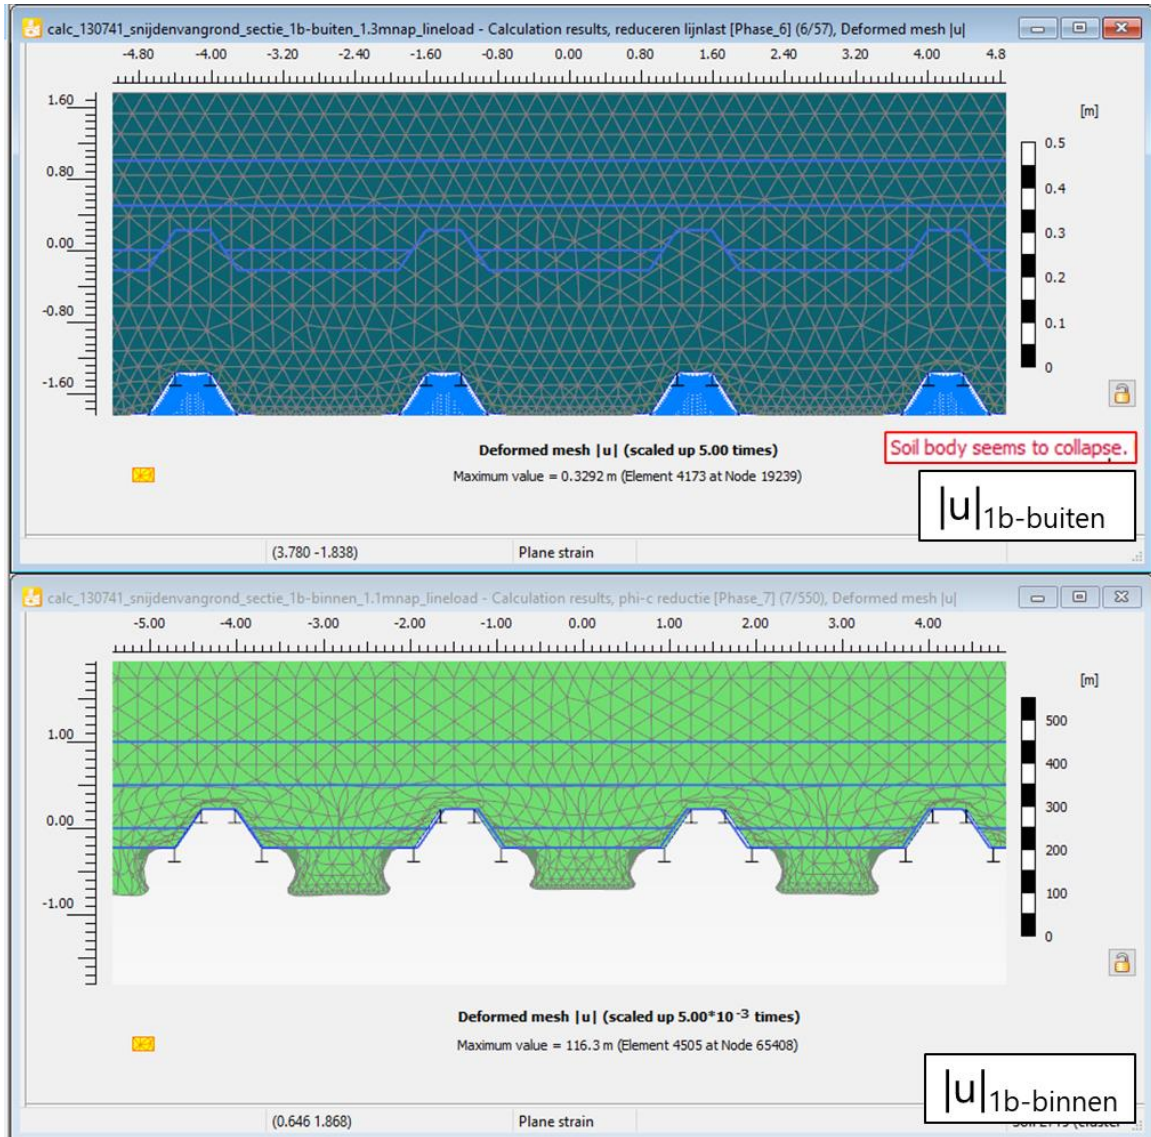 calc_130741_snijdenvangrond_sectie_1b-buiten_1.3mnap_lineload - Calculation results, reduceren lijnlast [Phase_6] (6/57), Deformed mesh |u|
-4.80 -4.00 -3.20 -2.40 -1.60 -0.80 0.00 0.80 1.60 2.40 3.20 4.00 4.8
1.60
0.80
0.00
-0.80
-1.60
[m]
0.5
0.4
0.3
0.2
0.1
0
Deformed mesh |u| (scaled up 5.00 times)
Soil body seems to collapse.
Maximum value = 0.3292 m (Element 4173 at Node 19239)
|u|1b-buiten
(3.780 -1.838) Plane strain
calc_130741_snijdenvangrond_sectie_1b-binnen_1.1mnap_lineload - Calculation results, phi-c reductie [Phase_7] (7/550), Deformed mesh |u|
-5.00 -4.00 -3.00 -2.00 -1.00 0.00 1.00 2.00 3.00 4.00
1.00
0.00
-1.00
[m]
500
400
300
200
100
0
Deformed mesh |u| (scaled up 5.00*10-3 times)
Maximum value = 116.3 m (Element 4505 at Node 65408)
|u|1b-binnen
(0.646 1.868) Plane strain